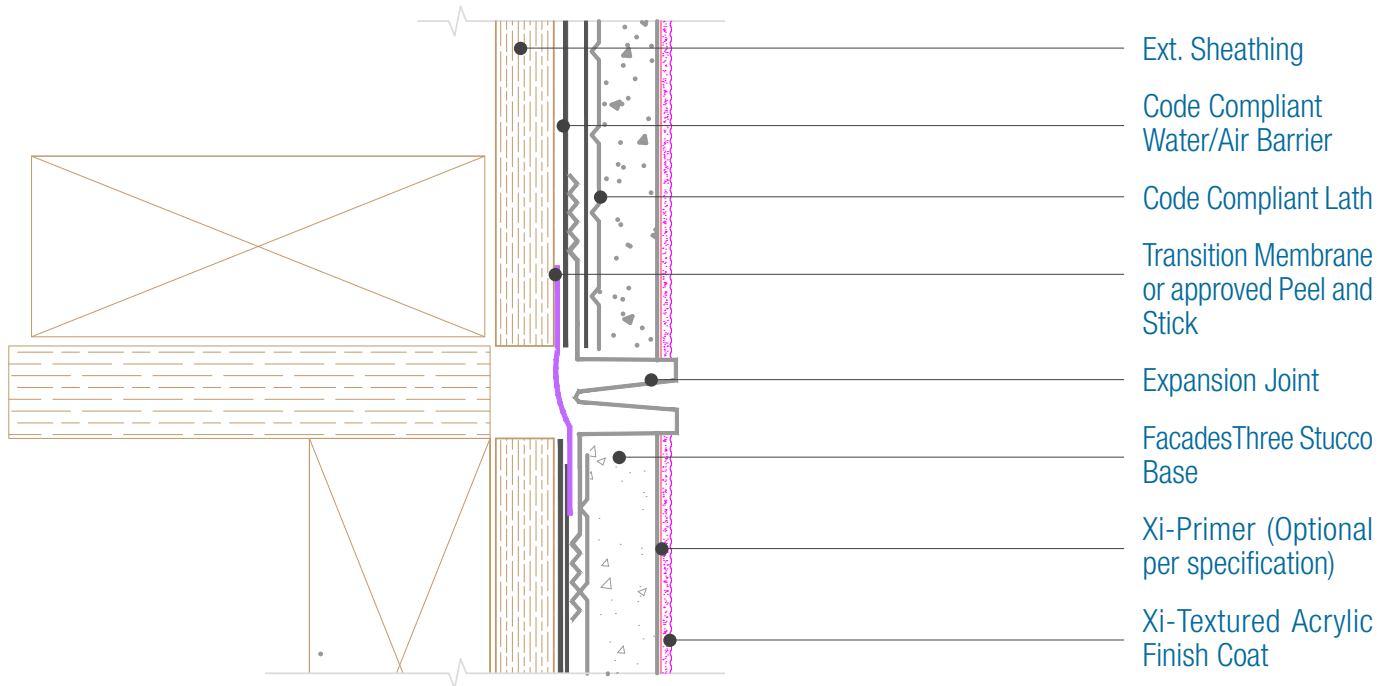 Ext. Sheathing
Code Compliant
Water/Air Barrier
Code Compliant Lath
Transition Membrane
or approved Peel and
Stick
Expansion Joint
FacadesThree Stucco
Base
Xi-Primer (Optional
per specification)
Xi-Textured Acrylic
Finish Coat